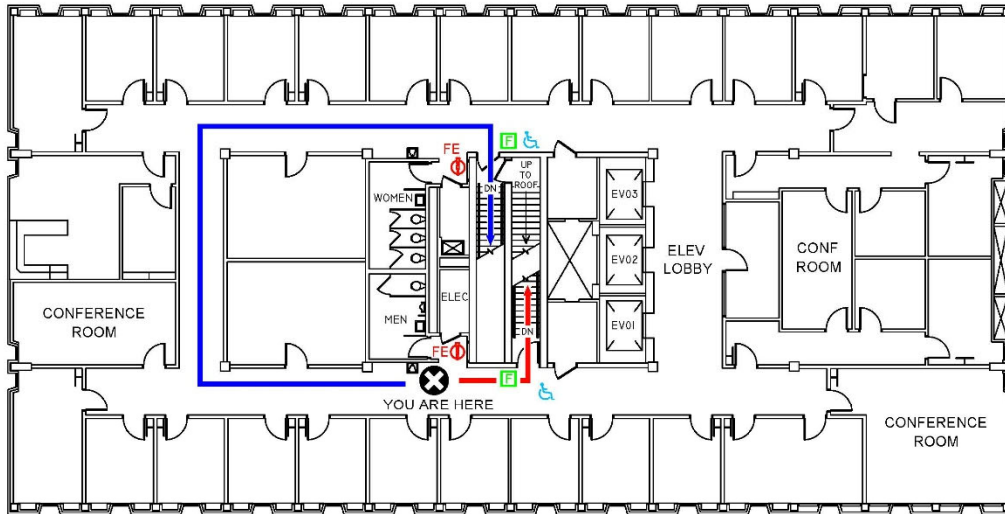 FE
F
UP
TO
ROOF
DN
WOMEN
EV03
ELEV
LOBBY
EV02
CONF
ROOM
CONFERENCE
ROOM
ELEC
MEN
EV01
DN
FE
F
YOU ARE HERE
CONFERENCE
ROOM